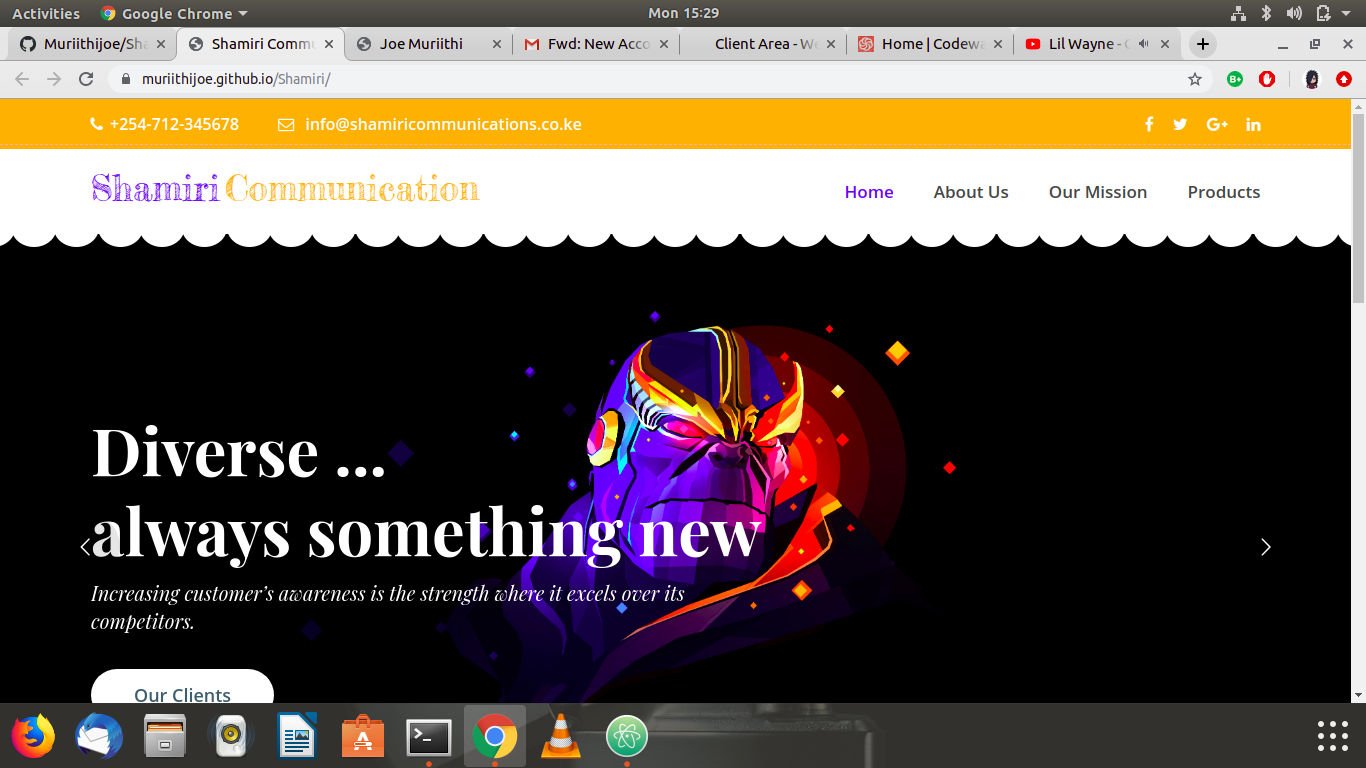 Activities Google Chrome Mon 15:29
Muriithijoe/Sha Shamiri Commu Joe Muriithi Fwd: New Acco Client Area - We Home | Codewa Lil Wayne -
muriithijoe.github.io/Shamiri/
+254-712-345678 info@shamiricommunications.co.ke
Shamiri Communication Home About Us Our Mission Products
Diverse ...
always something new
Increasing customer's awareness is the strength where it excels over its
competitors.
Our Clients